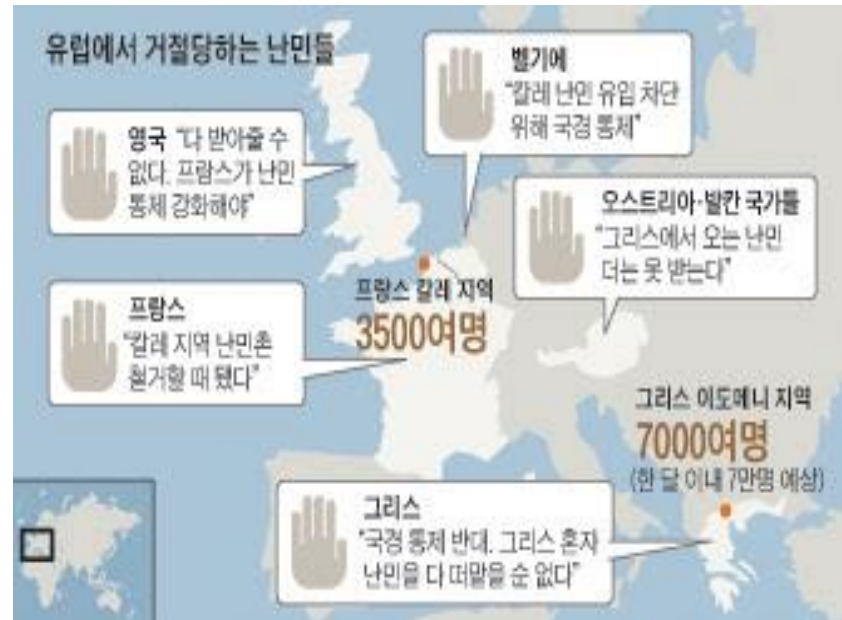 유럽에서 거절당하는 난민들
벨기에
“칼레 난민 유입 차단
위해 국경 통제”
영국 “다 받아줄 수
없다. 프랑스가 난민
통제 강화해야”
오스트리아·발칸 국가들
“그리스에서 오는 난민
더는 못 받는다”
프랑스 칼레 지역
3500여명
프랑스
“칼레 지역 난민촌
철거할 때 됐다”
그리스 이도메니 지역
7000여명
(한 달 이내 7만명 예상)
그리스
“국경 통제 반대. 그리스 혼자
난민을 다 떠맡을 순 없다”